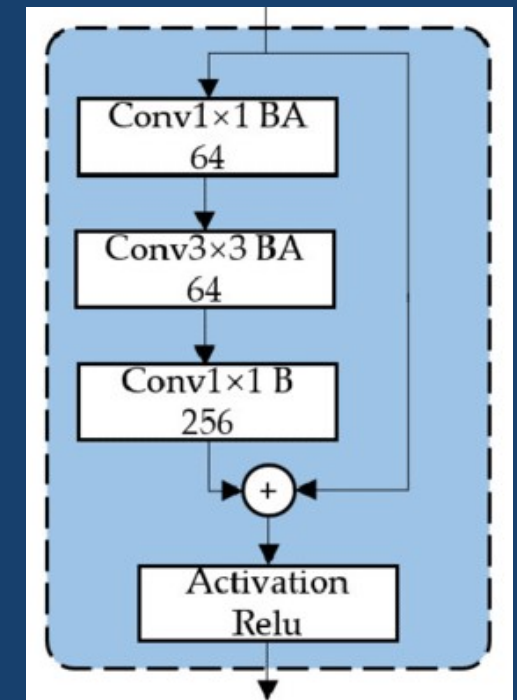 Conv1×1 BA
64
Conv3×3 BA
64
Conv1×1 B
256
+
Activation
Relu